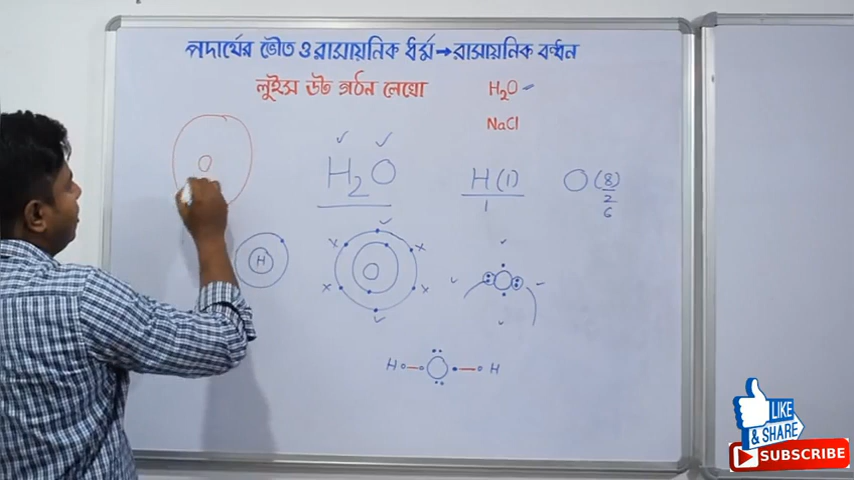 পদার্থের ভৌত ও রাসায়নিক ধর্ম → রাসায়নিক বন্ধন
লুইস ডট গঠন লেখো
H₂O
NaCl
O
H₂O
H (1)
1
O (8)
2
6
H
O
O
H O H
LIKE
& SHARE
SUBSCRIBE